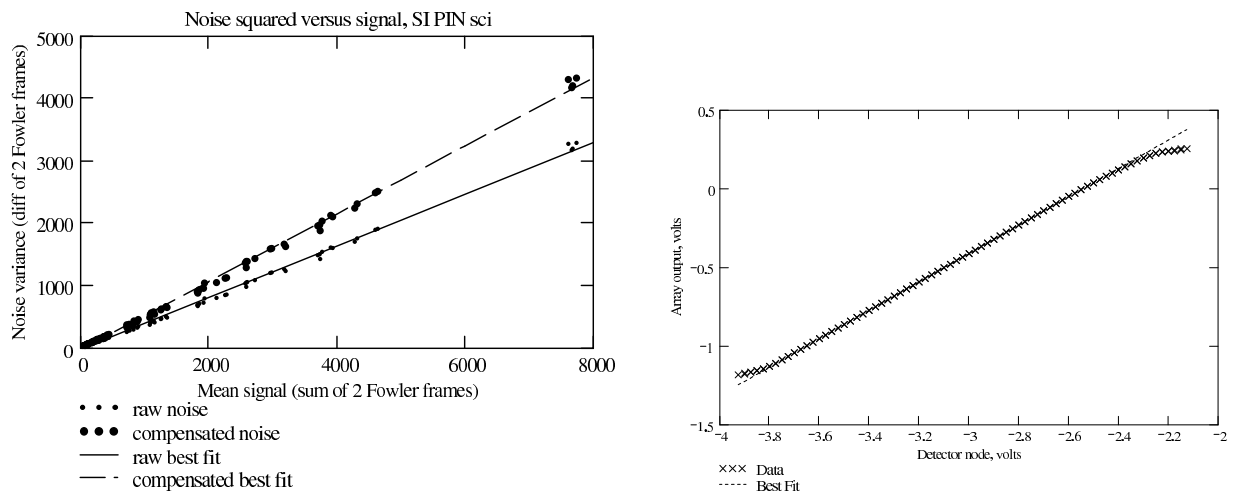 Noise squared versus signal, SI PIN sci
Noise variance (diff of 2 Fowler frames)
5000
4000
3000
2000
1000
0
0 2000 4000 6000 8000
Mean signal (sum of 2 Fowler frames)
raw noise
compensated noise
raw best fit
compensated best fit
Array output, volts
0.5
0
−0.5
−1
−1.5
−4 −3.8 −3.6 −3.4 −3.2 −3 −2.8 −2.6 −2.4 −2.2 −2
Detector node, volts
Data
Best Fit